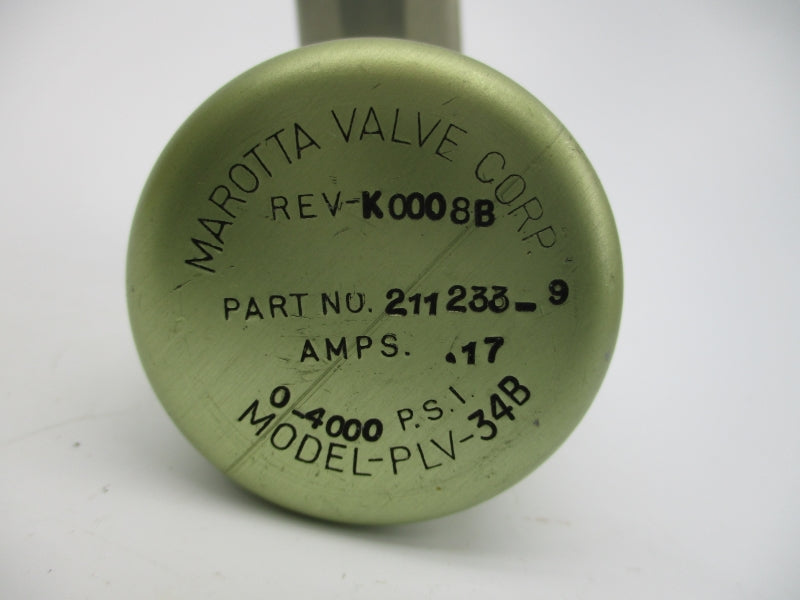 MAROTTA VALVE CORP.
REV-K0008B
PART NO. 211233-9
AMPS. .17
0-4000 P.S.I.
MODEL-PLV-34B